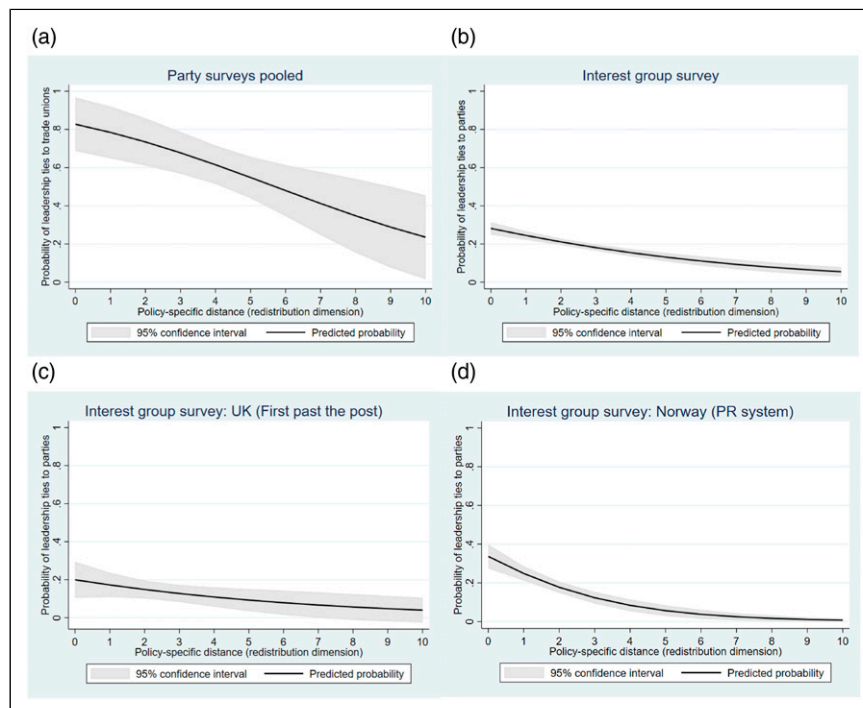 (a)
Party surveys pooled
Probability of leadership ties to trade unions
0 .2 .4 .6 .8 1
0 1 2 3 4 5 6 7 8 9 10
Policy-specific distance (redistribution dimension)
95% confidence interval Predicted probability
(b)
Interest group survey
Probability of leadership ties to parties
0 .2 .4 .6 .8 1
0 1 2 3 4 5 6 7 8 9 10
Policy-specific distance (redistribution dimension)
95% confidence interval Predicted probability
(c)
Interest group survey: UK (First past the post)
Probability of leadership ties to parties
0 .2 .4 .6 .8 1
0 1 2 3 4 5 6 7 8 9 10
Policy-specific distance (redistribution dimension)
95% confidence interval Predicted probability
(d)
Interest group survey: Norway (PR system)
Probability of leadership ties to parties
0 .2 .4 .6 .8 1
0 1 2 3 4 5 6 7 8 9 10
Policy-specific distance (redistribution dimension)
95% confidence interval Predicted probability